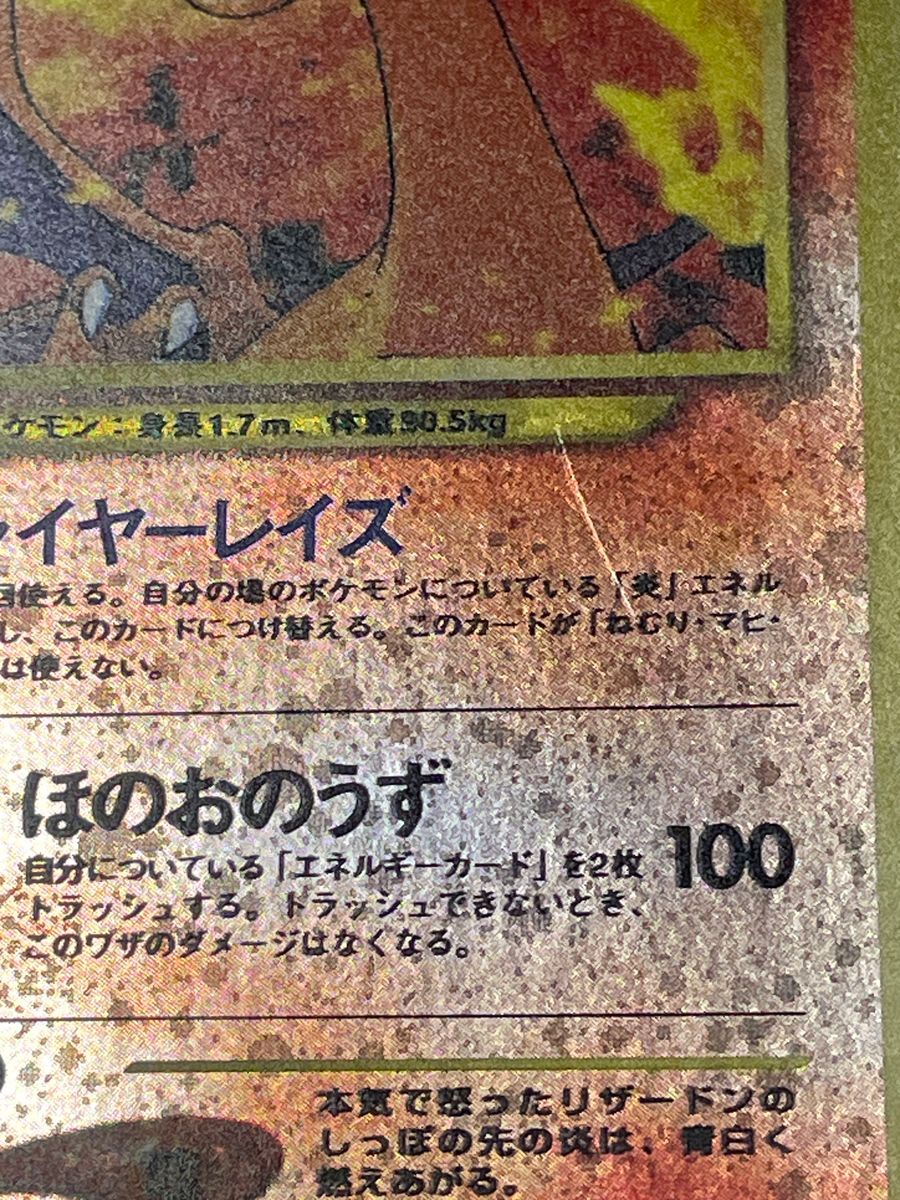 ケモン：身長1.7m、体重90.5kg
ァイヤーレイズ
回使える。自分の場のポケモンについている「炎」エネル
し、このカードにつけ替える。このカードが「ねむり・マヒ・
は使えない。
ほのおのうず
自分についている「エネルギーカード」を2枚
トラッシュする。トラッシュできないとき、
このワザのダメージはなくなる。
100
本気で怒ったリザードンの
しっぽの先の炎は、青白く
燃えあがる。